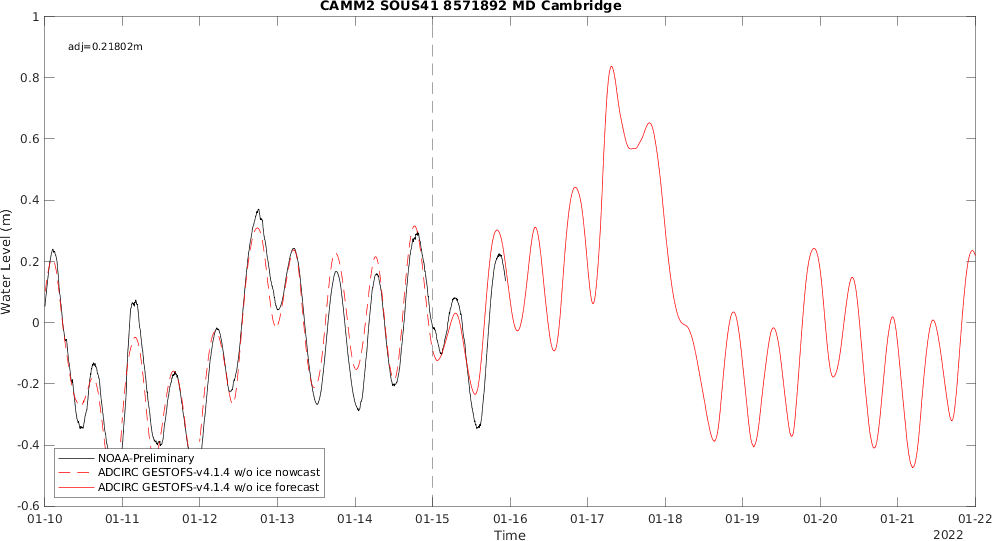 CAMM2 SOUS41 8571892 MD Cambridge
adj=0.21802m
Water Level (m)
1
0.8
0.6
0.4
0.2
0
-0.2
-0.4
-0.6
NOAA-Preliminary
ADCIRC GESTOFS-v4.1.4 w/o ice nowcast
ADCIRC GESTOFS-v4.1.4 w/o ice forecast
01-10 01-11 01-12 01-13 01-14 01-15 01-16 01-17 01-18 01-19 01-20 01-21 01-22
Time
2022